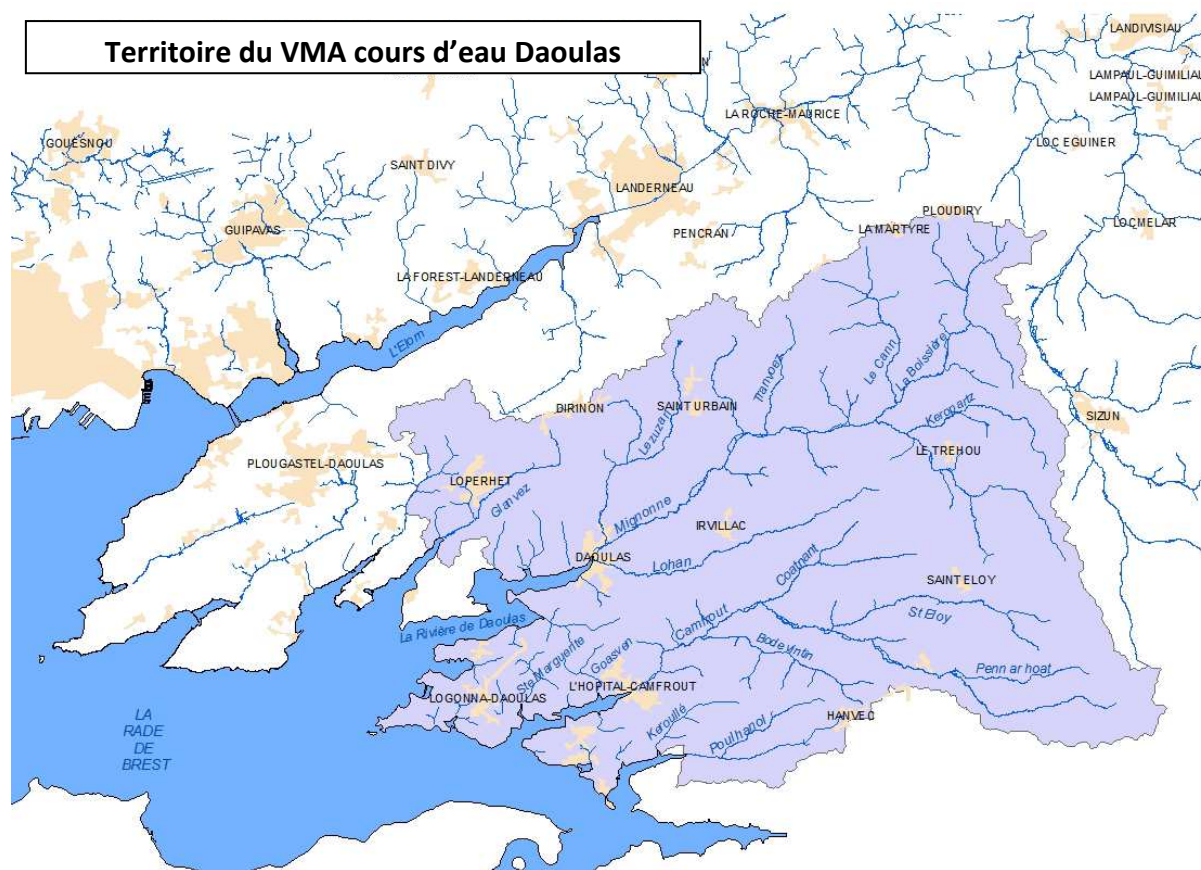 Territoire du VMA cours d'eau Daoulas
LANDIVISIAU
LAMPAUL-GUIMILIAU
LAMPAUL-GUIMILIAU
LA ROCHE-MAURICE
GOUESNOU
LOC EGUINER
SAINT DIVY
LANDERNEAU
PLOUDIRY
LOCMELAR
GUIPAVAS
PENCRAN
LA MARTYRE
LA FOREST-LANDERNEAU
L'Elorn
Le Cann
La Boissière
Tranvoez
DIRINON
SAINT URBAIN
Keropartz
SIZUN
Lezuzan
LE TREHOU
PLOUGASTEL-DAOULAS
LOPERHET
Glanvez
Mignonne
IRVILLAC
DAOULAS
Lohan
Coatnant
SAINT ELOY
St Eloy
La Rivière de Daoulas
Camfrout
Bodevintin
Ste Marguerite
Goasven
Penn ar hoat
L'HOPITAL-CAMFROUT
LOGONNA-DAOULAS
Keroullé
HANVEC
Poulhanol
LA
RADE
DE
BREST